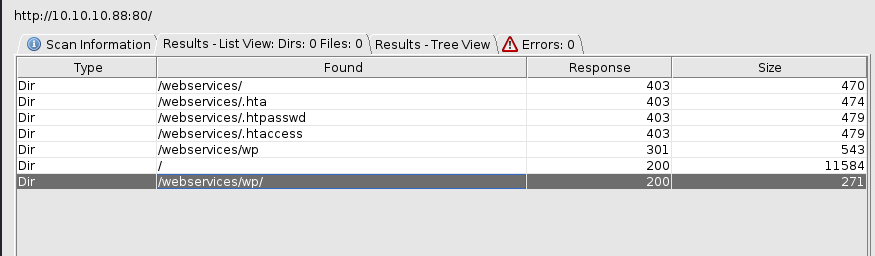 http://10.10.10.88:80/
Scan Information Results - List View: Dirs: 0 Files: 0 Results - Tree View Errors: 0
Type Found Response Size
Dir /webservices/ 403 470
Dir /webservices/.hta 403 474
Dir /webservices/.htpasswd 403 479
Dir /webservices/.htaccess 403 479
Dir /webservices/wp 301 543
Dir / 200 11584
Dir /webservices/wp/ 200 271